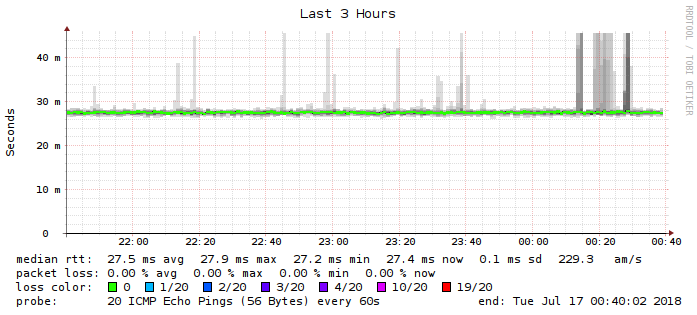 Last 3 Hours
RRDTOOL / TOBI OETIKER
Seconds
40 m
30 m
20 m
10 m
0
22:00 22:20 22:40 23:00 23:20 23:40 00:00 00:20 00:40
median rtt: 27.5 ms avg 27.9 ms max 27.2 ms min 27.4 ms now 0.1 ms sd 229.3 am/s
packet loss: 0.00 % avg 0.00 % max 0.00 % min 0.00 % now
loss color: 0 1/20 2/20 3/20 4/20 10/20 19/20
probe: 20 ICMP Echo Pings (56 Bytes) every 60s end: Tue Jul 17 00:40:02 2018